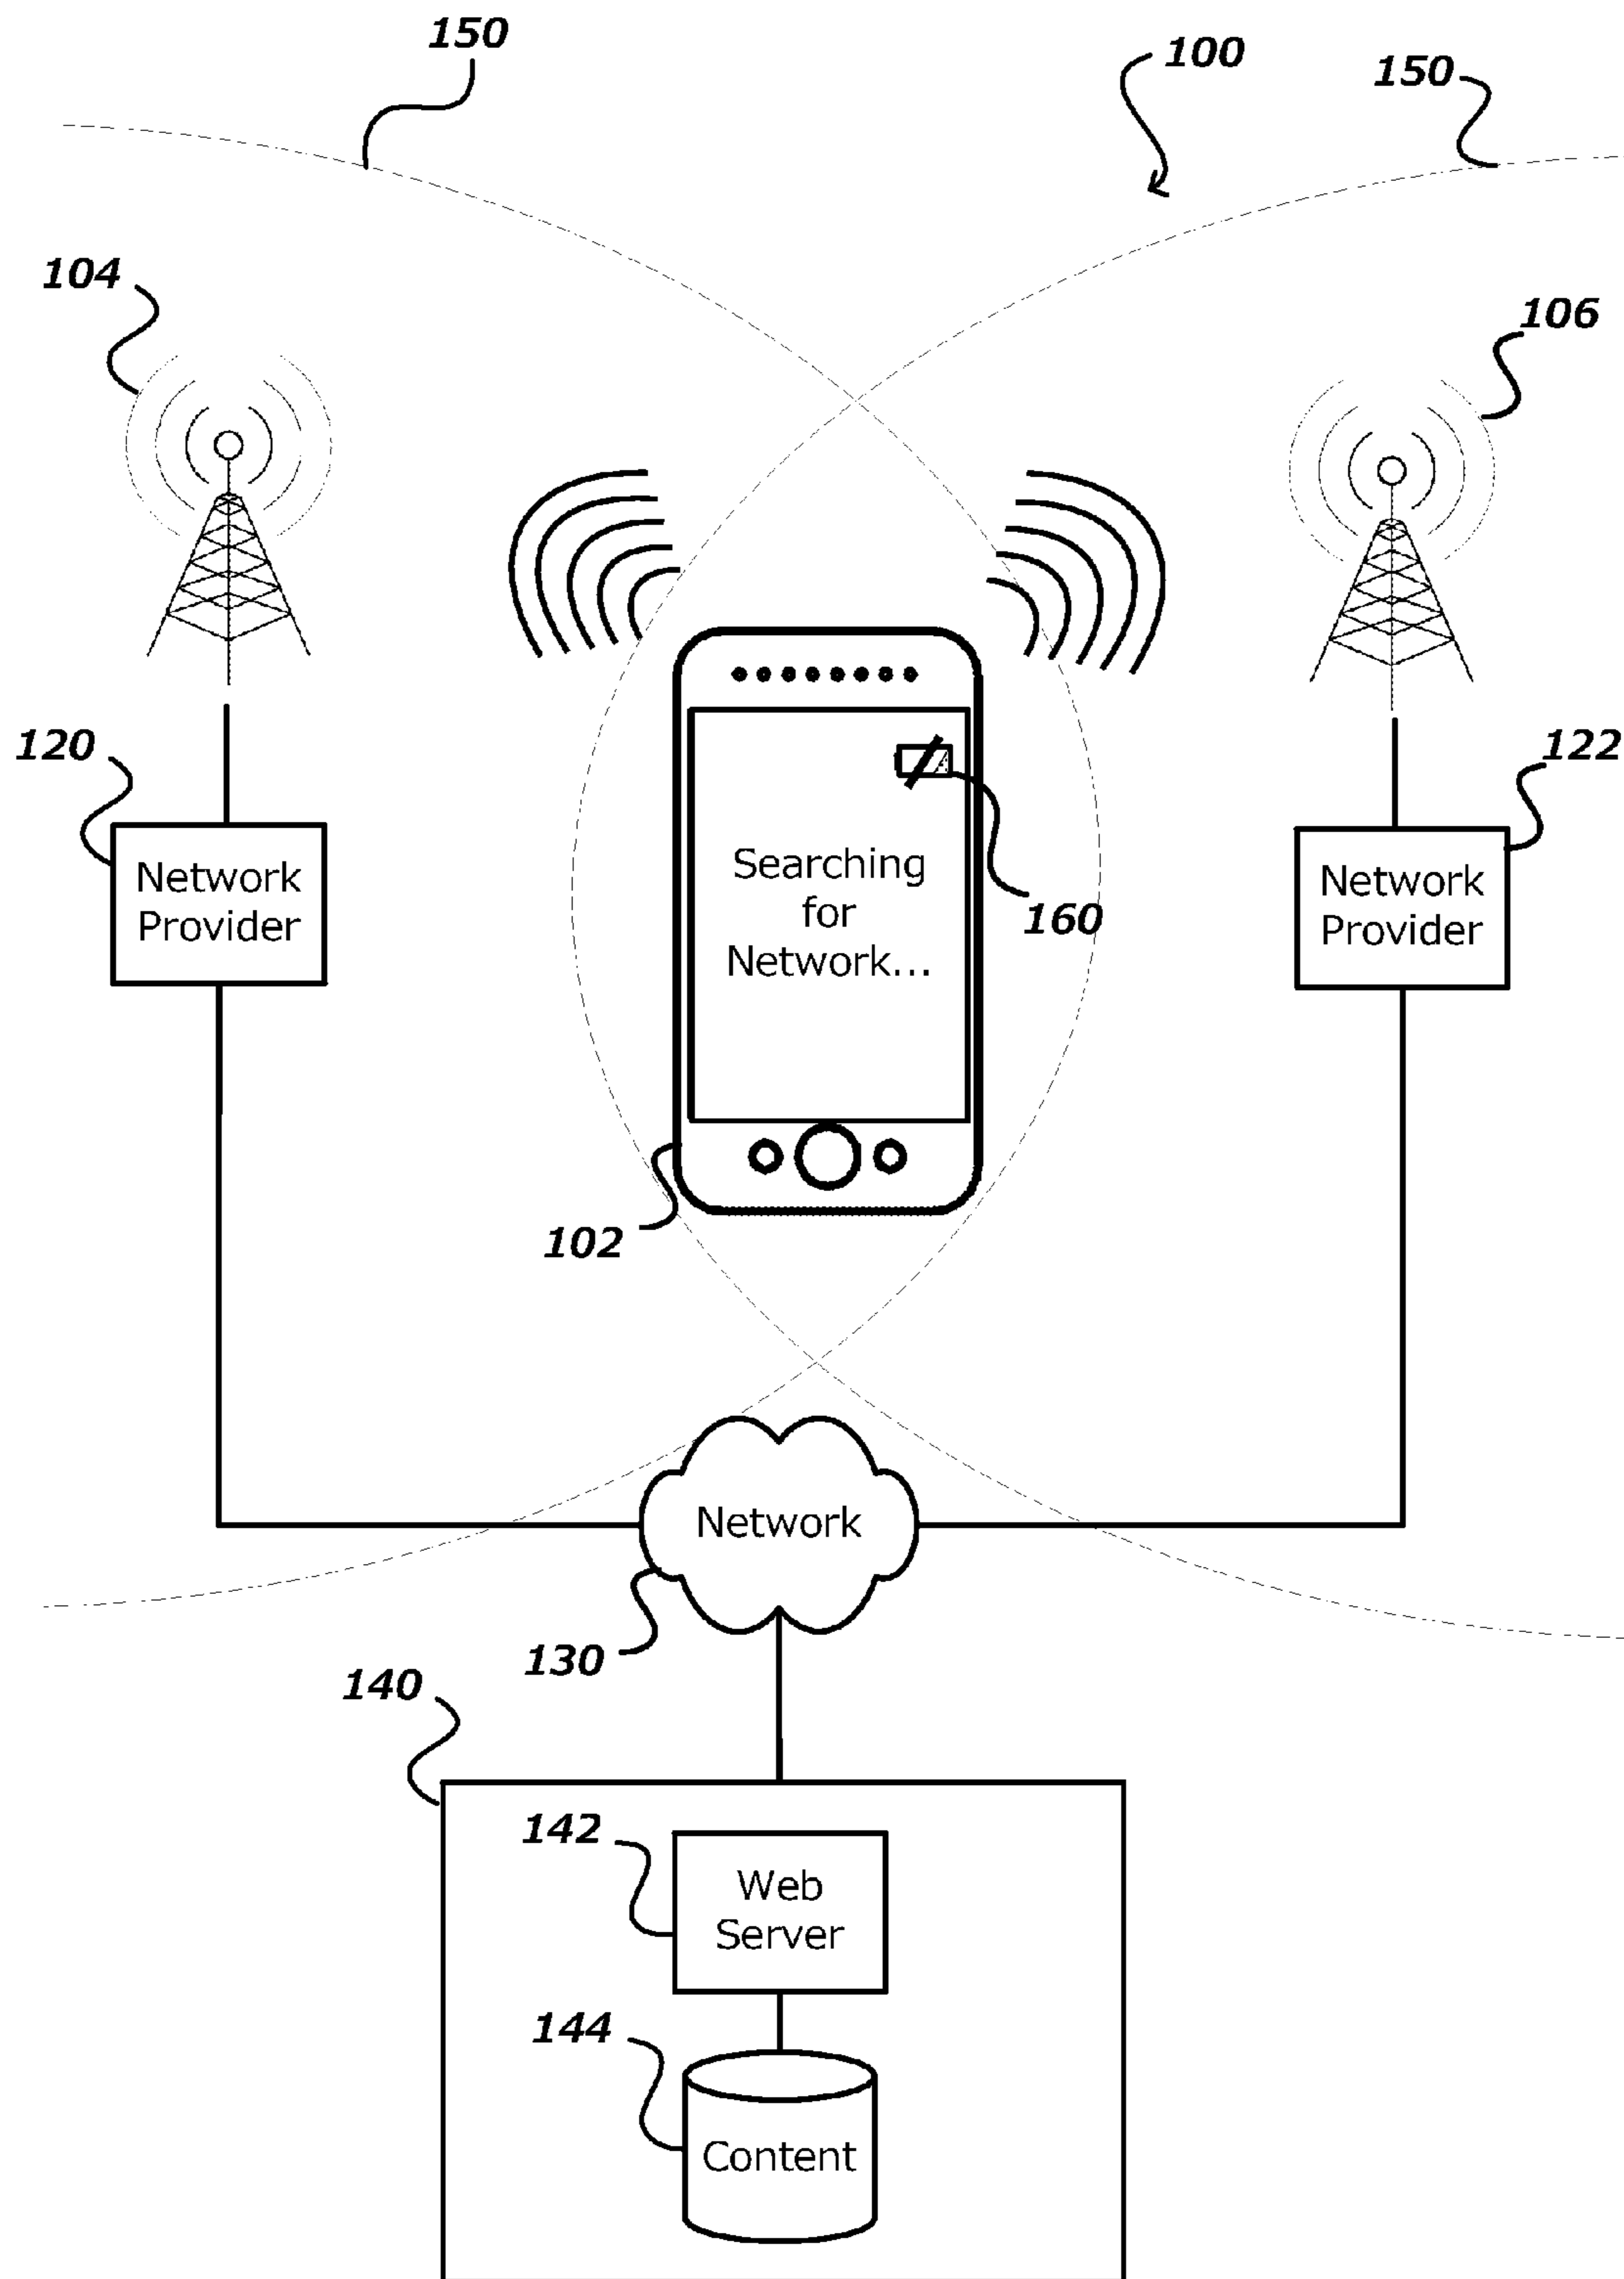 150
100
150
104
106
120
122
Network
Provider
Searching
for
Network...
160
Network
Provider
102
Network
130
140
142
Web
Server
144
Content